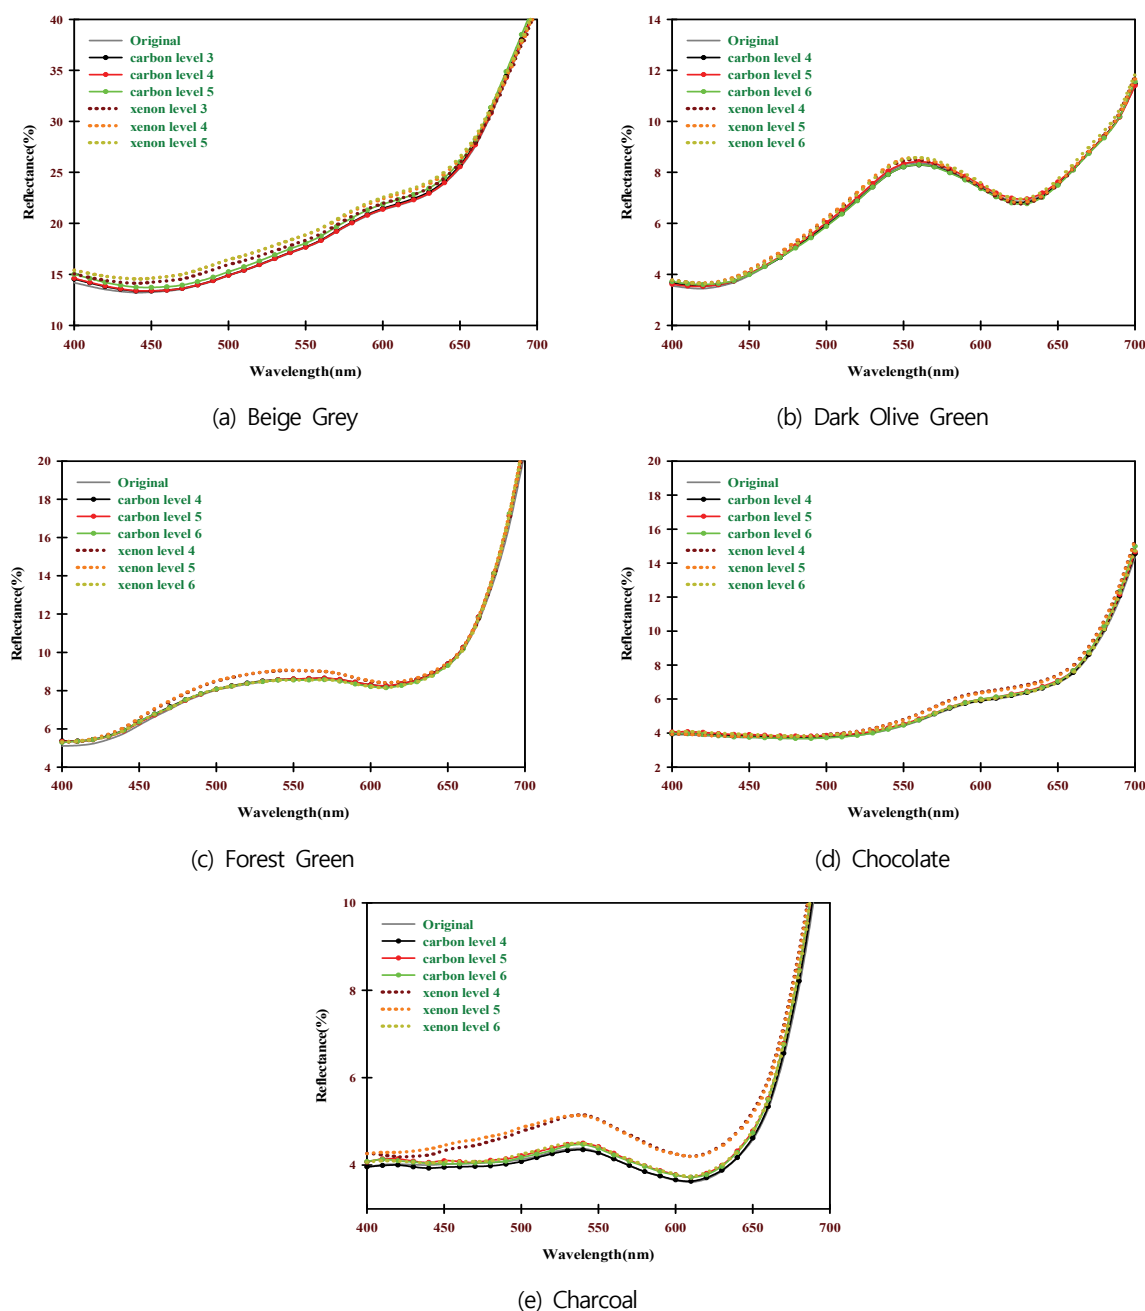 40
35
30
25
20
15
10
Reflectance(%)
Original
carbon level 3
carbon level 4
carbon level 5
xenon level 3
xenon level 4
xenon level 5
400 450 500 550 600 650 700
Wavelength(nm)
(a) Beige Grey
14
12
10
8
6
4
2
Reflectance(%)
Original
carbon level 4
carbon level 5
carbon level 6
xenon level 4
xenon level 5
xenon level 6
400 450 500 550 600 650 700
Wavelength(nm)
(b) Dark Olive Green
20
18
16
14
12
10
8
6
4
Reflectance(%)
Original
carbon level 4
carbon level 5
carbon level 6
xenon level 4
xenon level 5
xenon level 6
400 450 500 550 600 650 700
Wavelength(nm)
(c) Forest Green
20
18
16
14
12
10
8
6
4
2
Reflectance(%)
Original
carbon level 4
carbon level 5
carbon level 6
xenon level 4
xenon level 5
xenon level 6
400 450 500 550 600 650 700
Wavelength(nm)
(d) Chocolate
10
8
6
4
Reflectance(%)
Original
carbon level 4
carbon level 5
carbon level 6
xenon level 4
xenon level 5
xenon level 6
400 450 500 550 600 650 700
Wavelength(nm)
(e) Charcoal